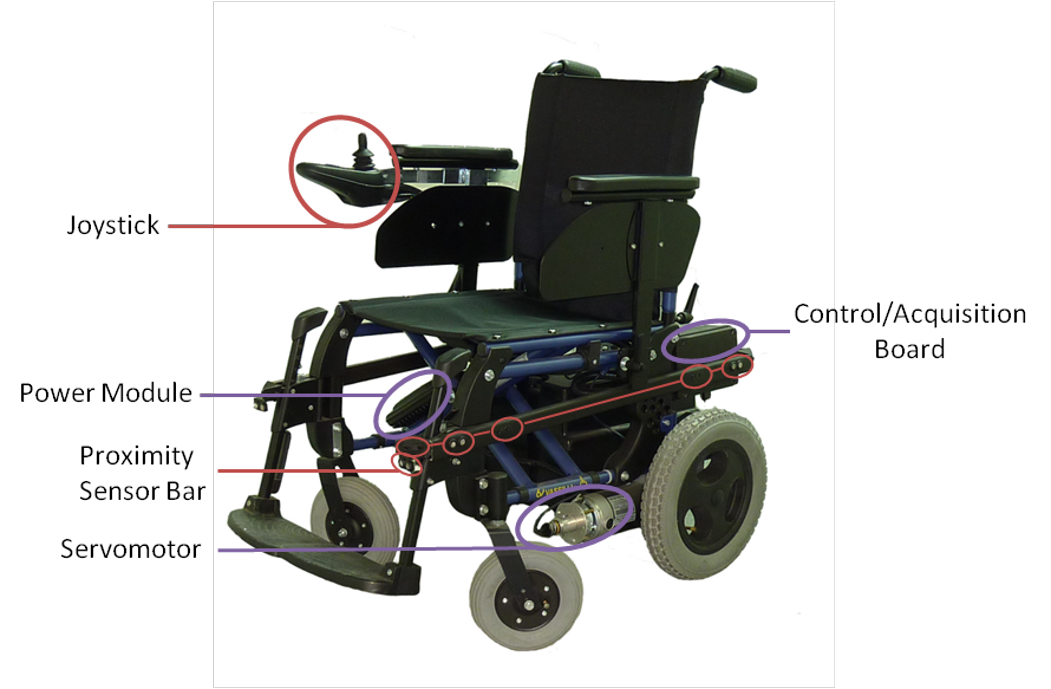 Joystick
Control/Acquisition
Board
Power Module
Proximity
Sensor Bar
Servomotor